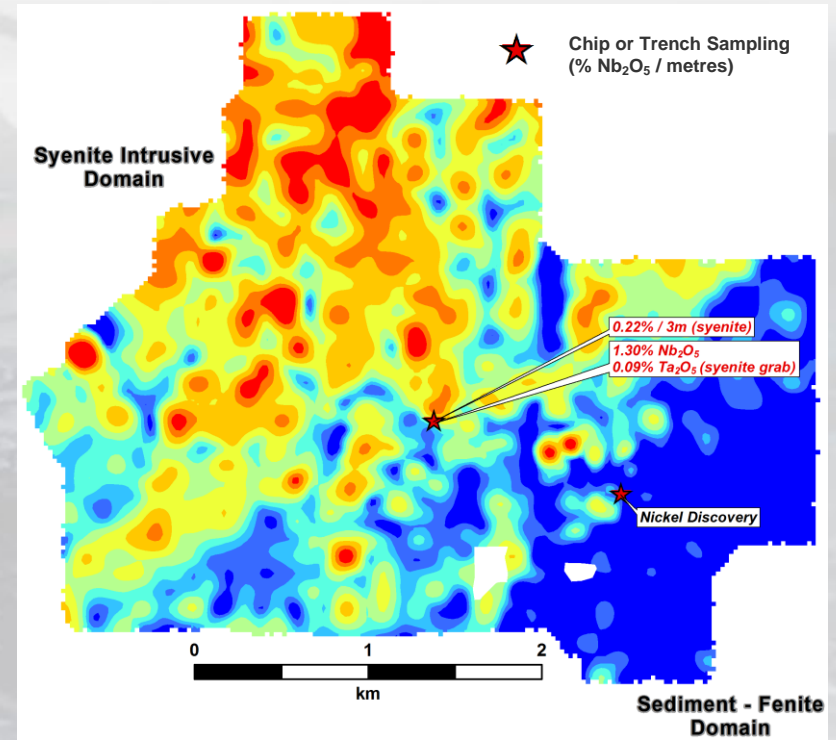 Chip or Trench Sampling
(% Nb₂O₅ / metres)
Syenite Intrusive
Domain
0.22% / 3m (syenite)
1.30% Nb₂O₅
0.09% Ta₂O₅ (syenite grab)
Nickel Discovery
0 1 2
km
Sediment - Fenite
Domain